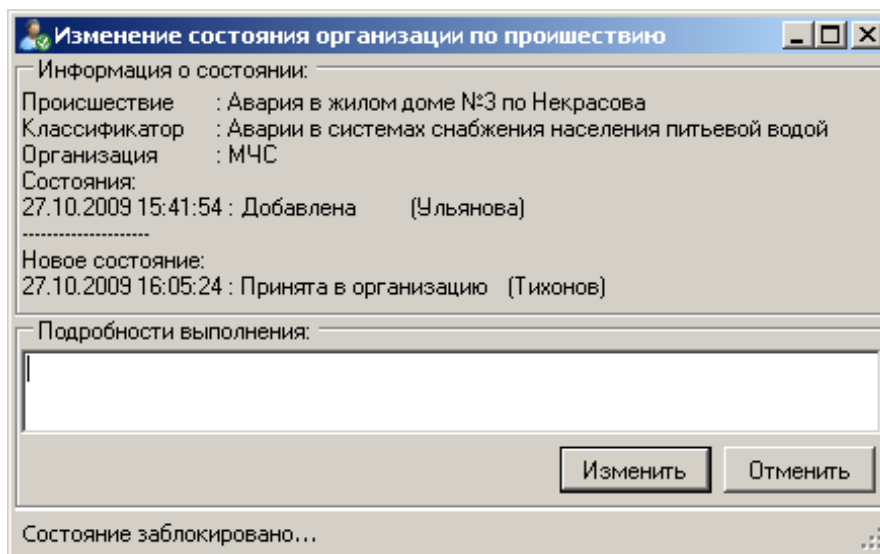 Изменение состояния организации по проишествию
Информация о состоянии:
Происшествие : Авария в жилом доме №3 по Некрасова
Классификатор : Аварии в системах снабжения населения питьевой водой
Организация : МЧС
Состояния:
27.10.2009 15:41:54 : Добавлена (Ульянова)
---------------------
Новое состояние:
27.10.2009 16:05:24 : Принята в организацию (Тихонов)
Подробности выполнения:
Изменить Отменить
Состояние заблокировано...